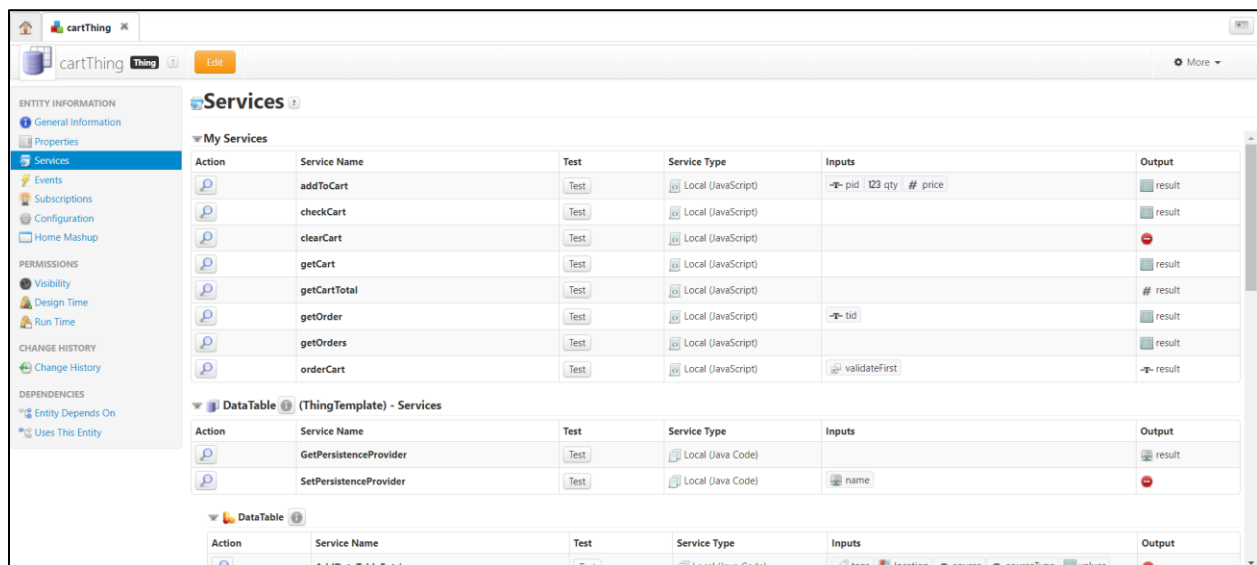 cartThing
cartThing Thing Edit More
ENTITY INFORMATION
General Information
Properties
Services
Events
Subscriptions
Configuration
Home Mashup
PERMISSIONS
Visibility
Design Time
Run Time
CHANGE HISTORY
Change History
DEPENDENCIES
Entity Depends On
Uses This Entity
Services
My Services
Action Service Name Test Service Type Inputs Output
addToCart Test Local (JavaScript) -T- pid 123 qty # price result
checkCart Test Local (JavaScript) result
clearCart Test Local (JavaScript)
getCart Test Local (JavaScript) result
getCartTotal Test Local (JavaScript) # result
getOrder Test Local (JavaScript) -T- tid result
getOrders Test Local (JavaScript) result
orderCart Test Local (JavaScript) validateFirst -T- result
DataTable (ThingTemplate) - Services
Action Service Name Test Service Type Inputs Output
GetPersistenceProvider Test Local (Java Code) result
SetPersistenceProvider Test Local (Java Code) name
DataTable
Action Service Name Test Service Type Inputs Output